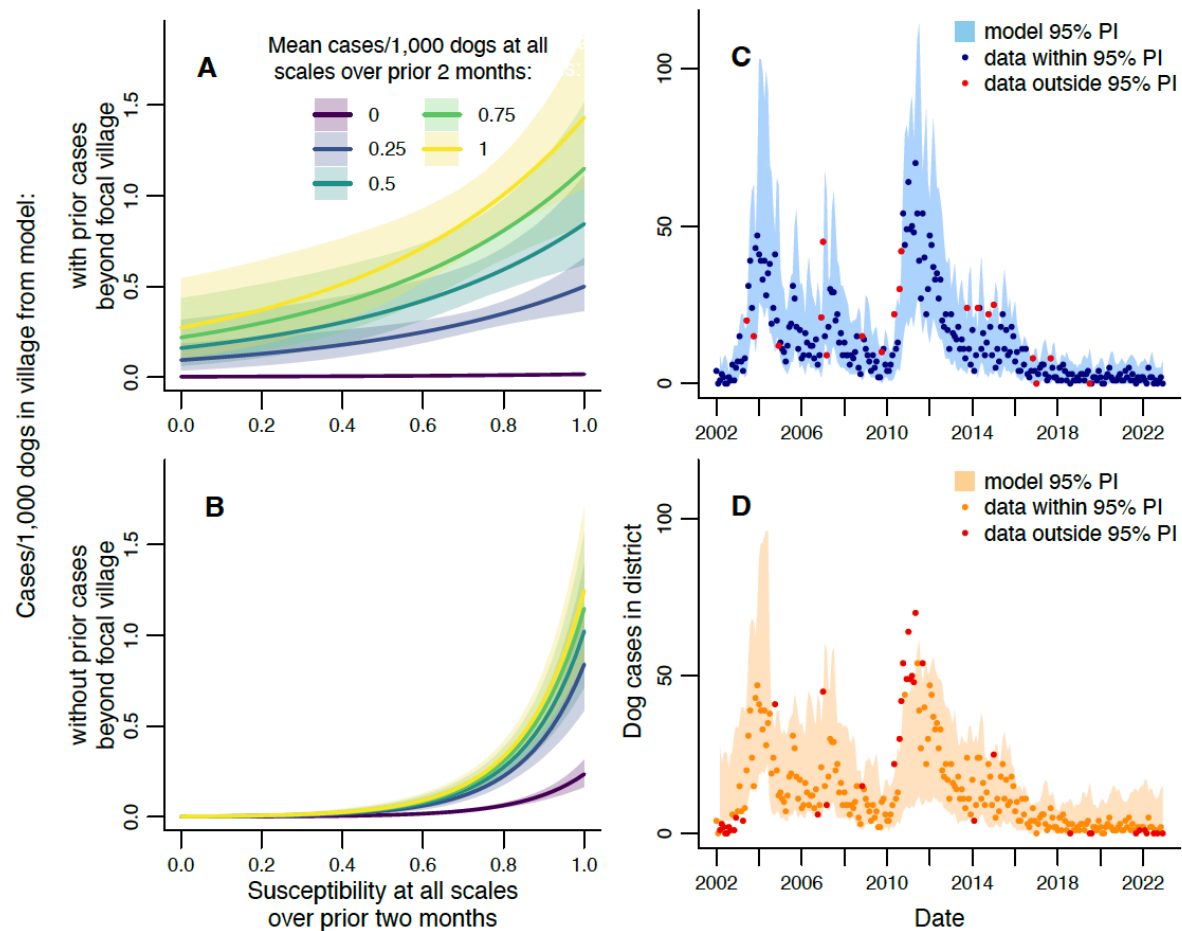 Cases/1,000 dogs in village from model:
with prior cases
beyond focal village
A
Mean cases/1,000 dogs at all
scales over prior 2 months:
0
0.25
0.5
0.75
1
1.5
1.0
0.5
0.0
0.0
0.2
0.4
0.6
0.8
1.0
without prior cases
beyond focal village
B
1.5
1.0
0.5
0.0
0.0
0.2
0.4
0.6
0.8
1.0
Susceptibility at all scales
over prior two months
C
model 95% PI
data within 95% PI
data outside 95% PI
100
50
0
2002
2006
2010
2014
2018
2022
Dog cases in district
D
model 95% PI
data within 95% PI
data outside 95% PI
100
50
0
2002
2006
2010
2014
2018
2022
Date